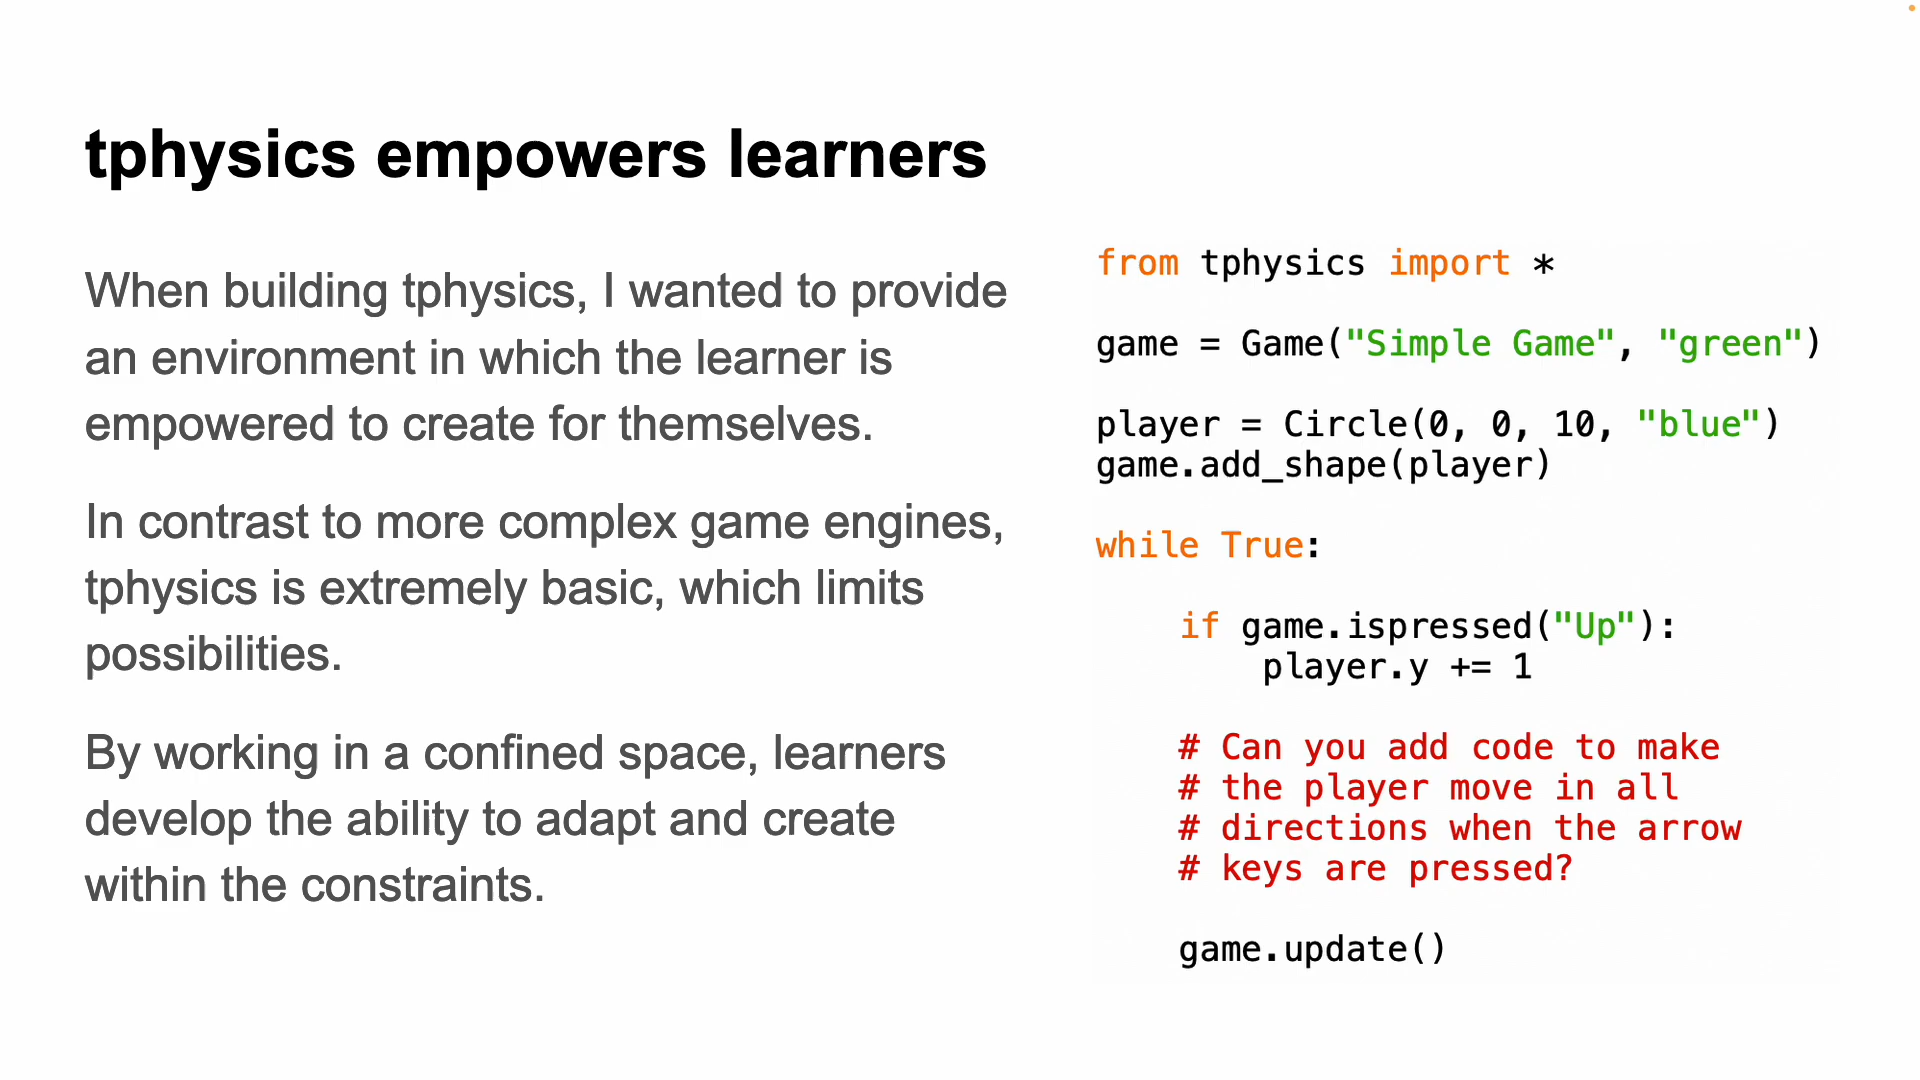 tphysics empowers learners
When building tphysics, I wanted to provide
an environment in which the learner is
empowered to create for themselves.
In contrast to more complex game engines,
tphysics is extremely basic, which limits
possibilities.
By working in a confined space, learners
develop the ability to adapt and create
within the constraints.
from tphysics import *
game = Game("Simple Game", "green")
player = Circle(0, 0, 10, "blue")
game.add_shape(player)
while True:
    if game.ispressed("Up"):
        player.y += 1
    # Can you add code to make
    # the player move in all
    # directions when the arrow
    # keys are pressed?
    game.update()